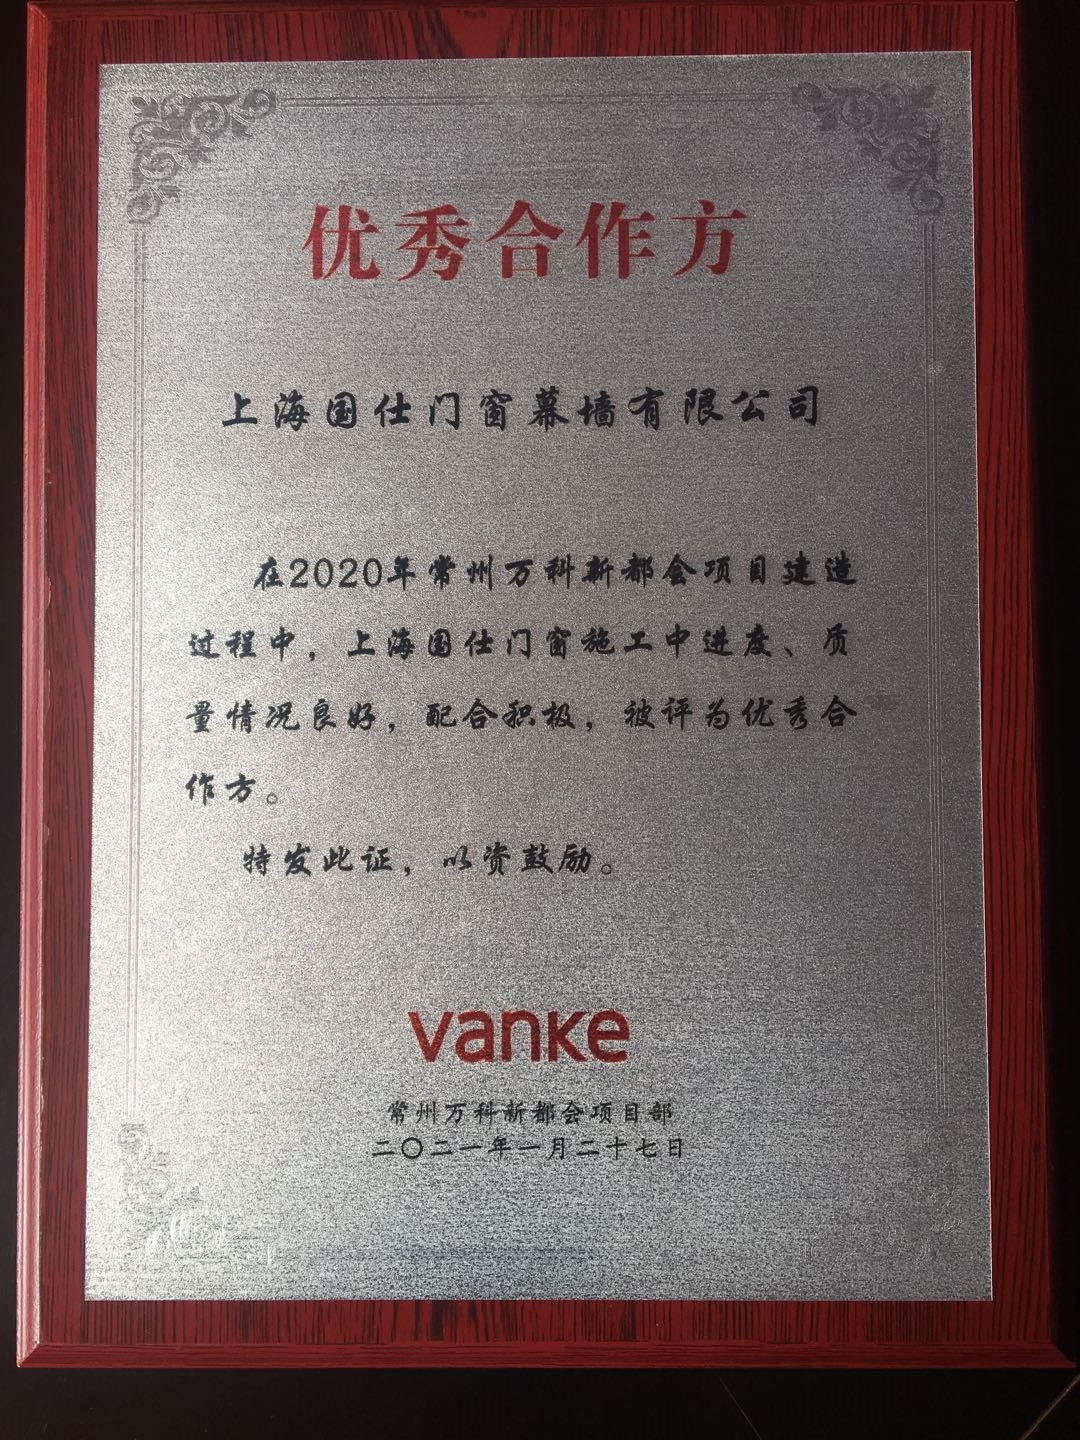 优秀合作方
上海国仕门窗幕墙有限公司
在2020年常州万科新都会项目建造
过程中，上海国仕门窗施工中进度、质
量情况良好，配合积极，被评为优秀合
作方。
特发此证，以资鼓励。
vanke
常州万科新都会项目部
二〇二一年一月二十七日